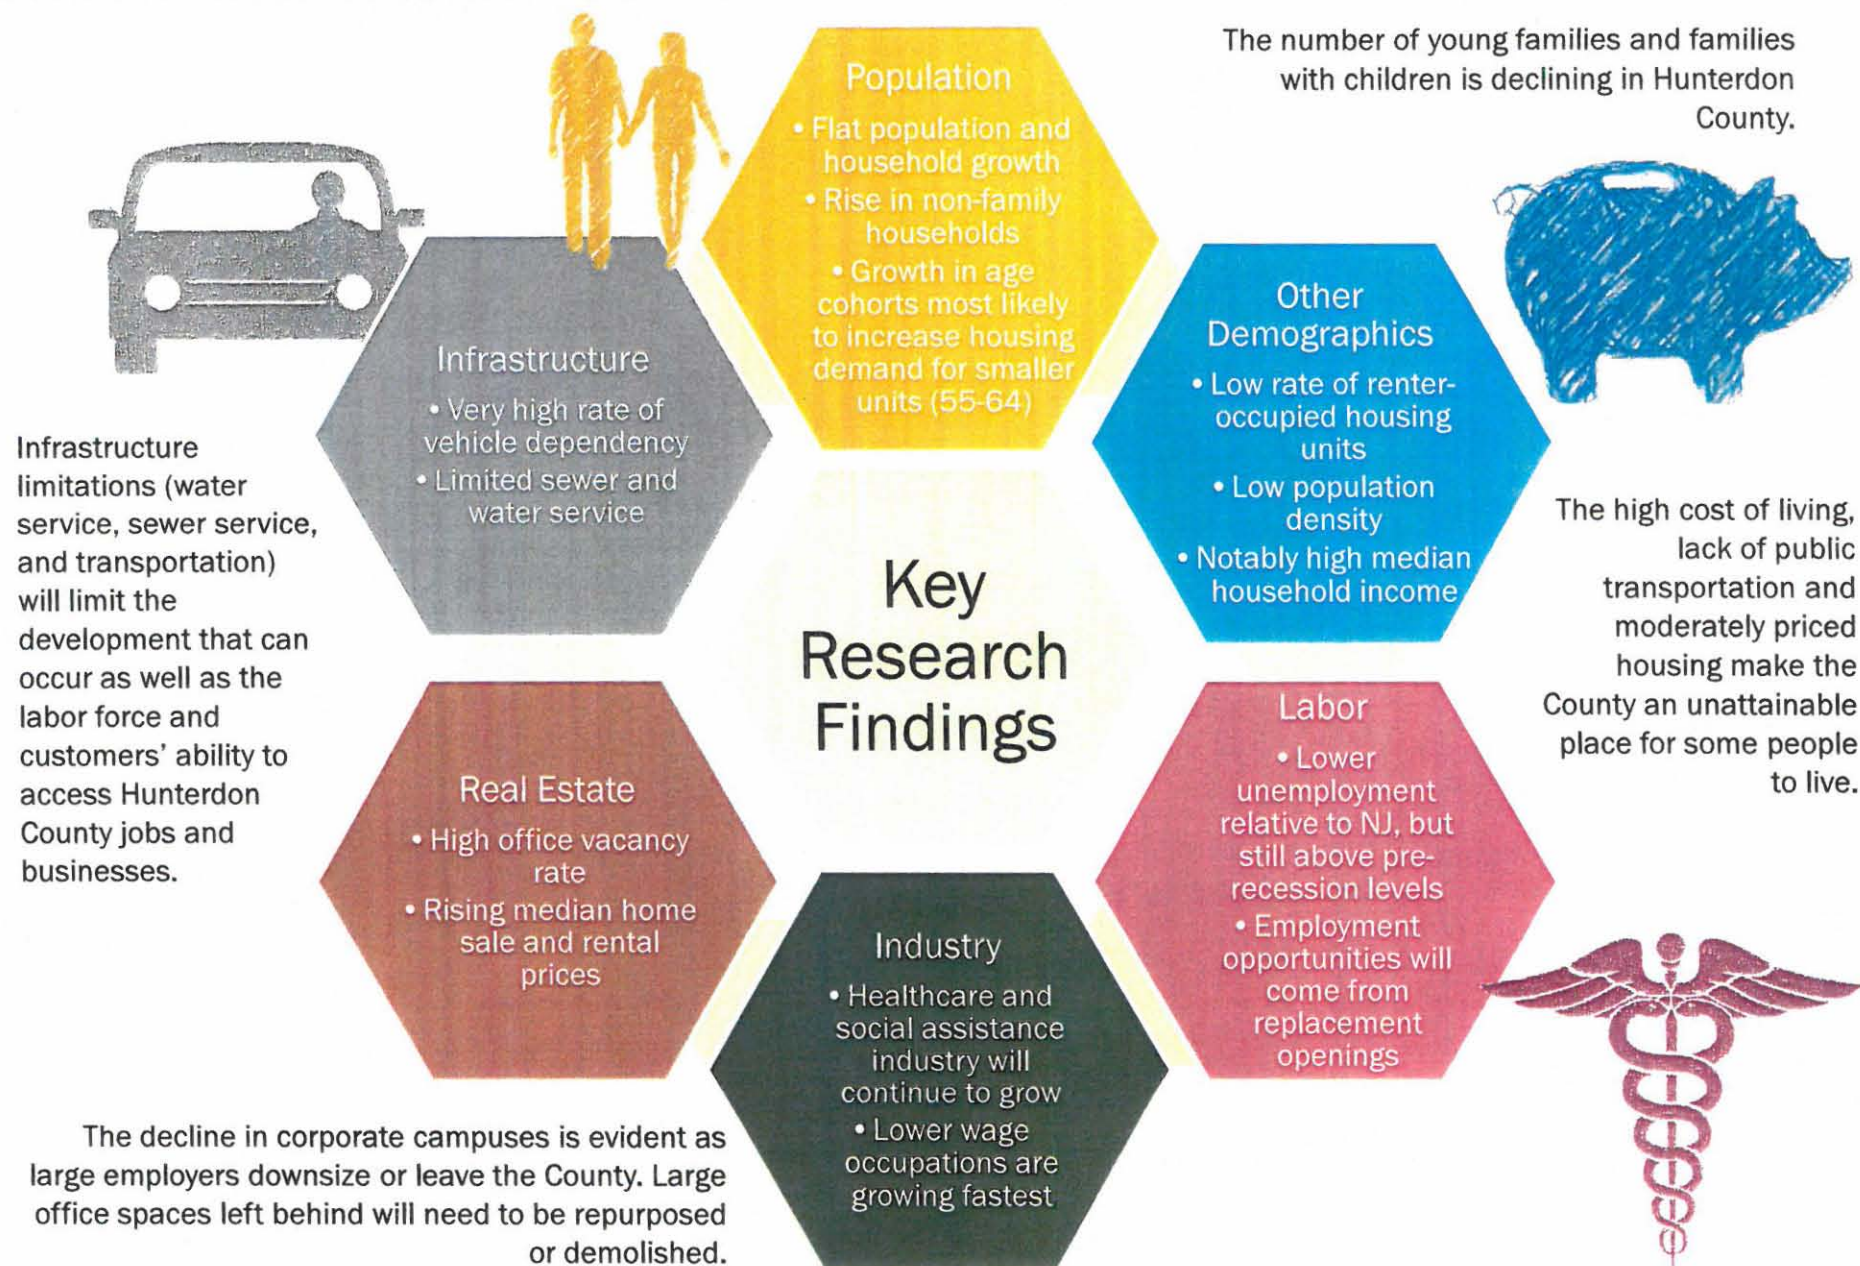 The number of young families and families
with children is declining in Hunterdon
County.
Population
• Flat population and
household growth
• Rise in non-family
households
• Growth in age
cohorts most likely
to increase housing
demand for smaller
units (55-64)
Infrastructure
• Very high rate of
vehicle dependency
• Limited sewer and
water service
Other
Demographics
• Low rate of renter-
occupied housing
units
• Low population
density
• Notably high median
household income
Infrastructure
limitations (water
service, sewer service,
and transportation)
will limit the
development that can
occur as well as the
labor force and
customers' ability to
access Hunterdon
County jobs and
businesses.
Key
Research
Findings
The high cost of living,
lack of public
transportation and
moderately priced
housing make the
County an unattainable
place for some people
to live.
Real Estate
• High office vacancy
rate
• Rising median home
sale and rental
prices
Labor
• Lower
unemployment
relative to NJ, but
still above pre-
recession levels
• Employment
opportunities will
come from
replacement
openings
Industry
• Healthcare and
social assistance
industry will
continue to grow
• Lower wage
occupations are
growing fastest
The decline in corporate campuses is evident as
large employers downsize or leave the County. Large
office spaces left behind will need to be repurposed
or demolished.